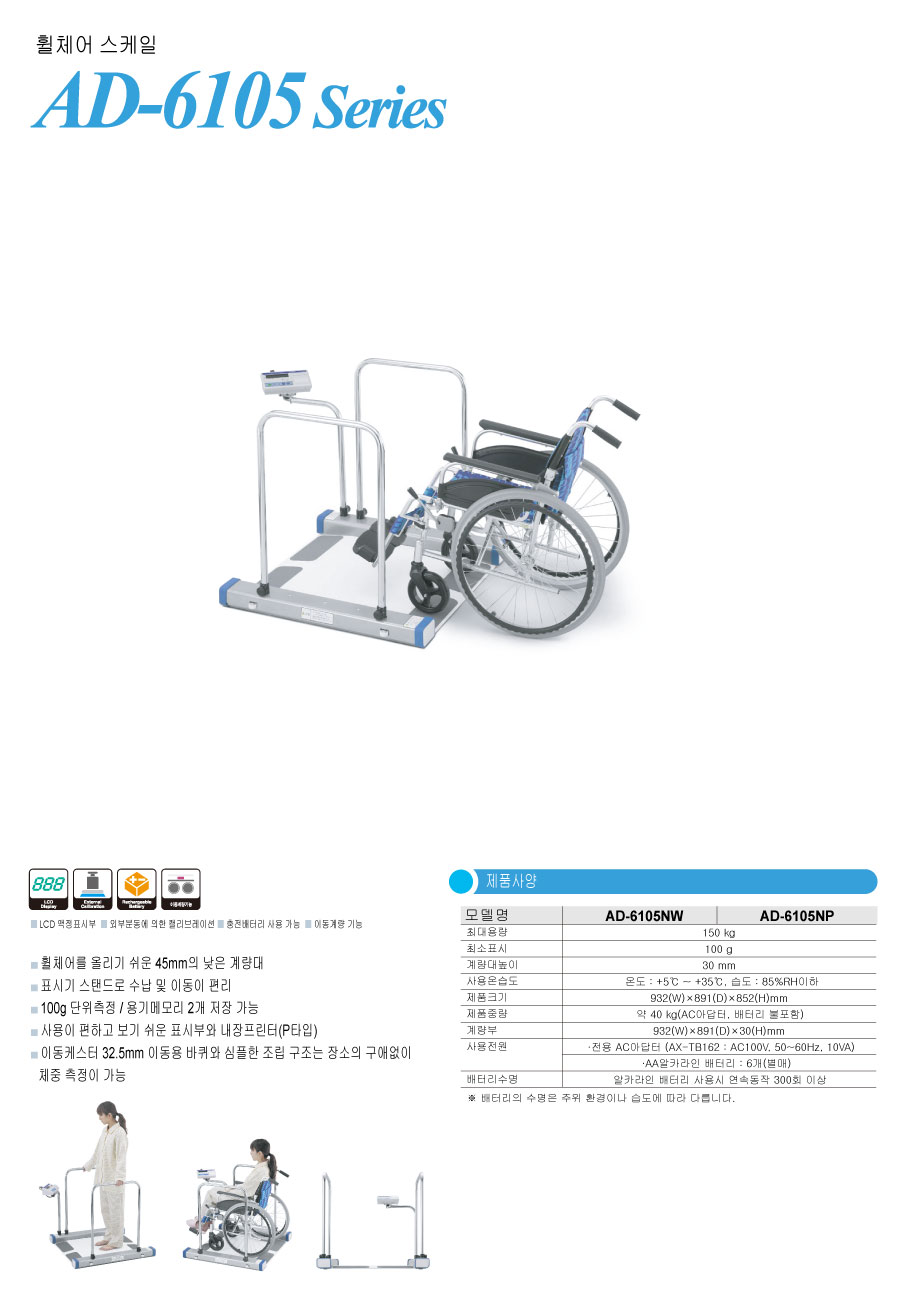 휠체어 스케일
AD-6105 Series
888
LCD
Display
External
Calibration
Rechargeable
Battery
이동계량기능
LCD 액정표시부 외부분동에 의한 캘리브레이션 충전배터리 사용 가능 이동계량 기능
휠체어를 올리기 쉬운 45mm의 낮은 계량대
표시기 스탠드로 수납 및 이동이 편리
100g 단위측정 / 용기메모리 2개 저장 가능
사용이 편하고 보기 쉬운 표시부와 내장프린터(P타입)
이동케스터 32.5mm 이동용 바퀴와 심플한 조립 구조는 장소의 구애없이
체중 측정이 가능
제품사양
모델명 AD-6105NW AD-6105NP
최대용량 150 kg
최소표시 100 g
계량대높이 30 mm
사용온습도 온도 : +5℃ ~ +35℃, 습도 : 85%RH이하
제품크기 932(W)×891(D)×852(H)mm
제품중량 약 40 kg(AC아답터, 배터리 불포함)
계량부 932(W)×891(D)×30(H)mm
사용전원 ·전용 AC아답터 (AX-TB162 : AC100V, 50~60Hz, 10VA)
·AA알카라인 배터리 : 6개(별매)
배터리수명 알카라인 배터리 사용시 연속동작 300회 이상
※ 배터리의 수명은 주위 환경이나 습도에 따라 다릅니다.